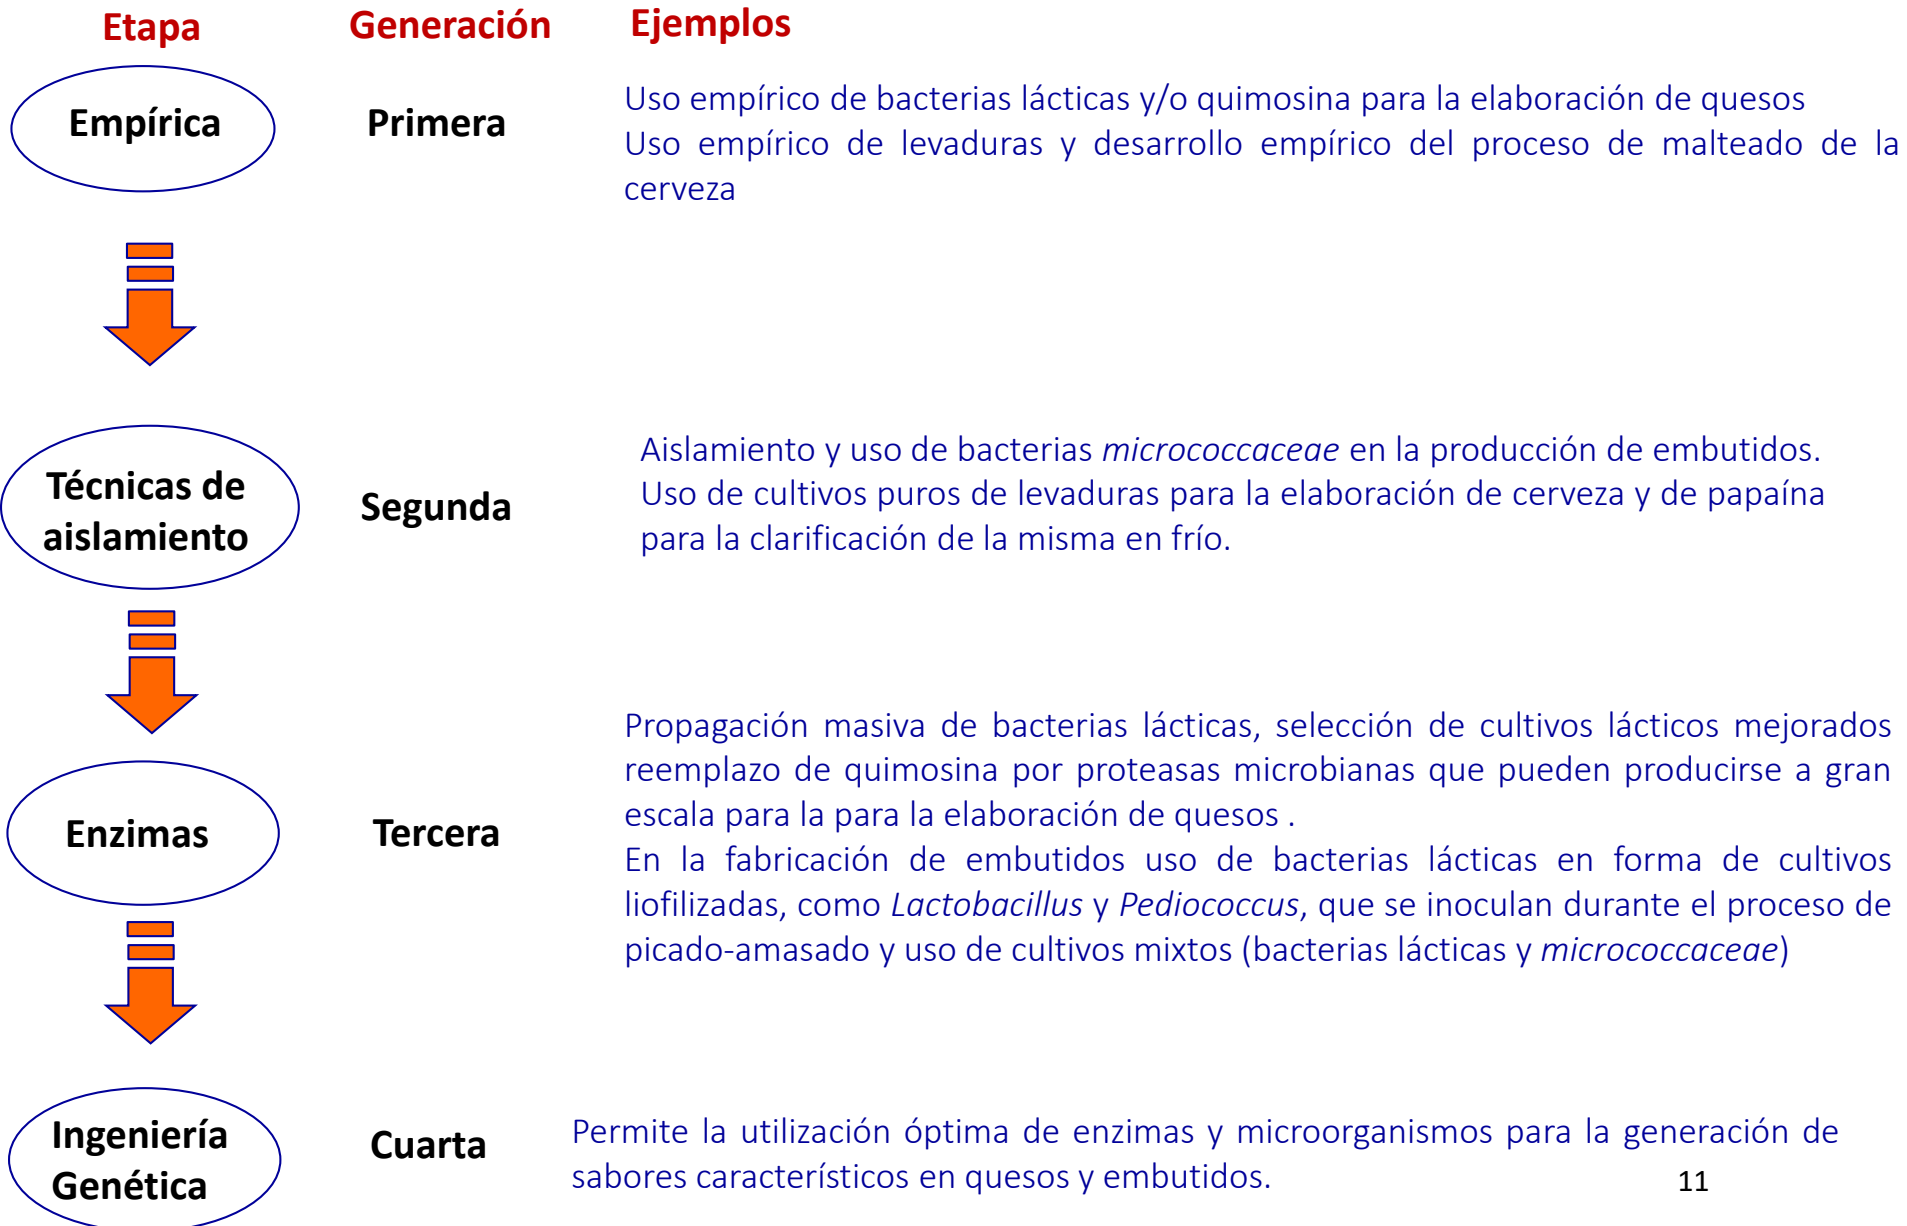 Etapa Generación Ejemplos
Empírica Primera
Uso empírico de bacterias lácticas y/o quimosina para la elaboración de quesos
Uso empírico de levaduras y desarrollo empírico del proceso de malteado de la
cerveza
Técnicas de
aislamiento
Segunda
Aislamiento y uso de bacterias micrococcaceae en la producción de embutidos.
Uso de cultivos puros de levaduras para la elaboración de cerveza y de papaína
para la clarificación de la misma en frío.
Enzimas
Tercera
Propagación masiva de bacterias lácticas, selección de cultivos lácticos mejorados
reemplazo de quimosina por proteasas microbianas que pueden producirse a gran
escala para la para la elaboración de quesos .
En la fabricación de embutidos uso de bacterias lácticas en forma de cultivos
liofilizadas, como Lactobacillus y Pediococcus, que se inoculan durante el proceso de
picado-amasado y uso de cultivos mixtos (bacterias lácticas y micrococcaceae)
Ingeniería
Genética
Cuarta
Permite la utilización óptima de enzimas y microorganismos para la generación de
sabores característicos en quesos y embutidos.
11